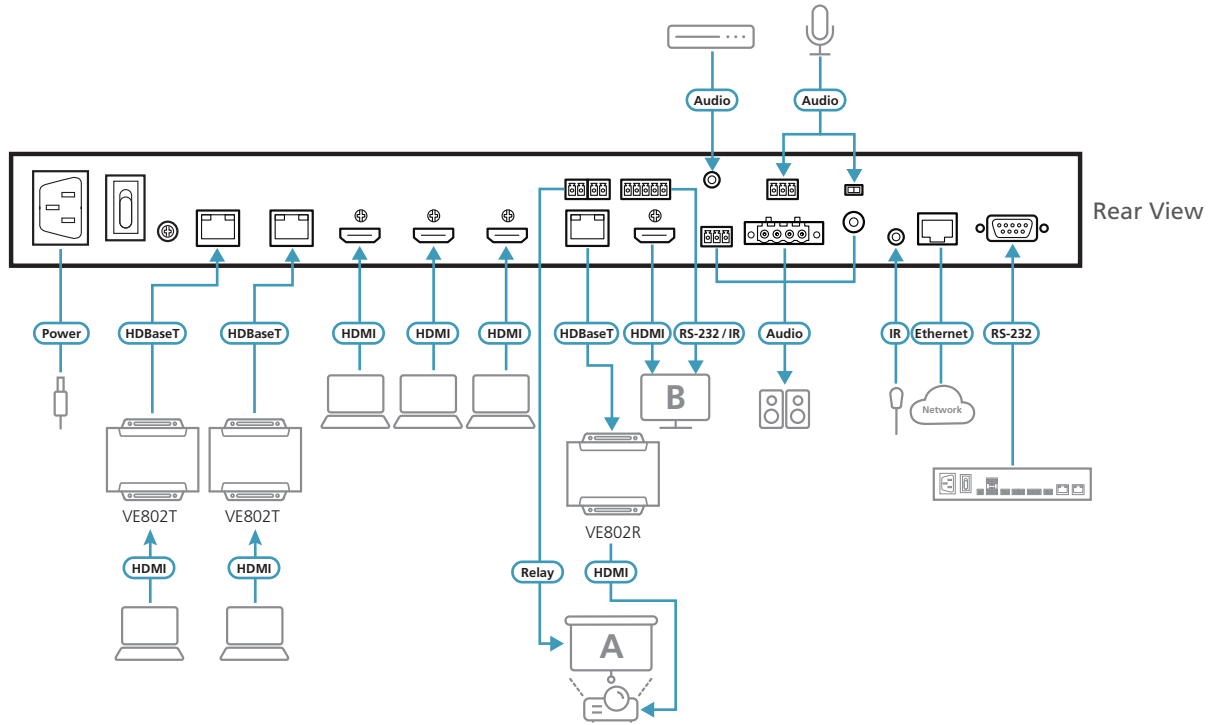 Audio
Audio
Rear View
Power
HDBaseT
HDBaseT
HDMI
HDMI
HDMI
HDBaseT
HDMI
RS-232 / IR
Audio
IR
Ethernet
RS-232
B
Network
VE802T
VE802T
VE802R
HDMI
HDMI
Relay
HDMI
A